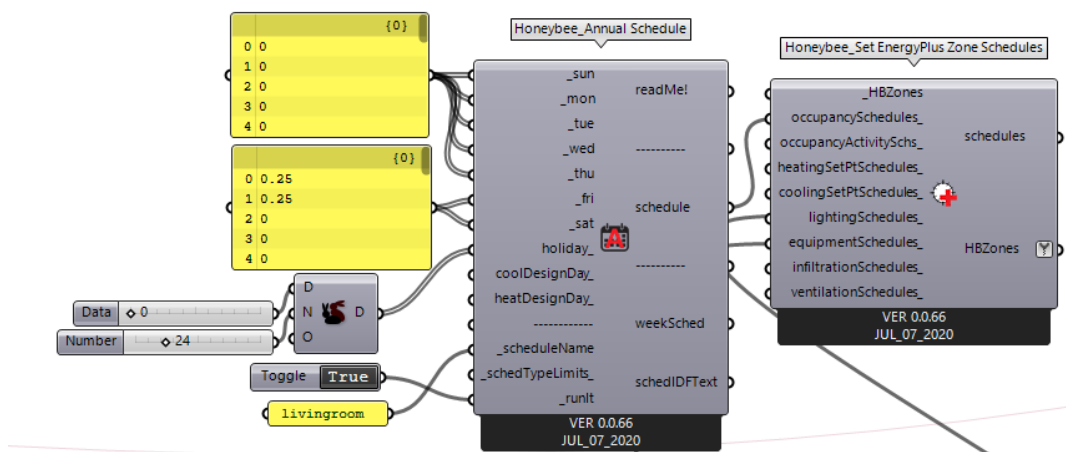 {0}
0 0
1 0
2 0
3 0
4 0
{0}
0 0.25
1 0.25
2 0
3 0
4 0
Data 0
Number 24
D
N
O
D
Toggle True
livingroom
Honeybee_Annual Schedule
_sun
_mon
_tue
_wed
_thu
_fri
_sat
holiday_
coolDesignDay_
heatDesignDay_
------------
_scheduleName
_schedTypeLimits_
_runIt
A
readMe!
----------
schedule
----------
weekSched
schedIDFText
VER 0.0.66
JUL_07_2020
Honeybee_Set EnergyPlus Zone Schedules
_HBZones
occupancySchedules_
occupancyActivitySchs_
heatingSetPtSchedules_
coolingSetPtSchedules_
lightingSchedules_
equipmentSchedules_
infiltrationSchedules_
ventilationSchedules_
schedules
HBZones
VER 0.0.66
JUL_07_2020